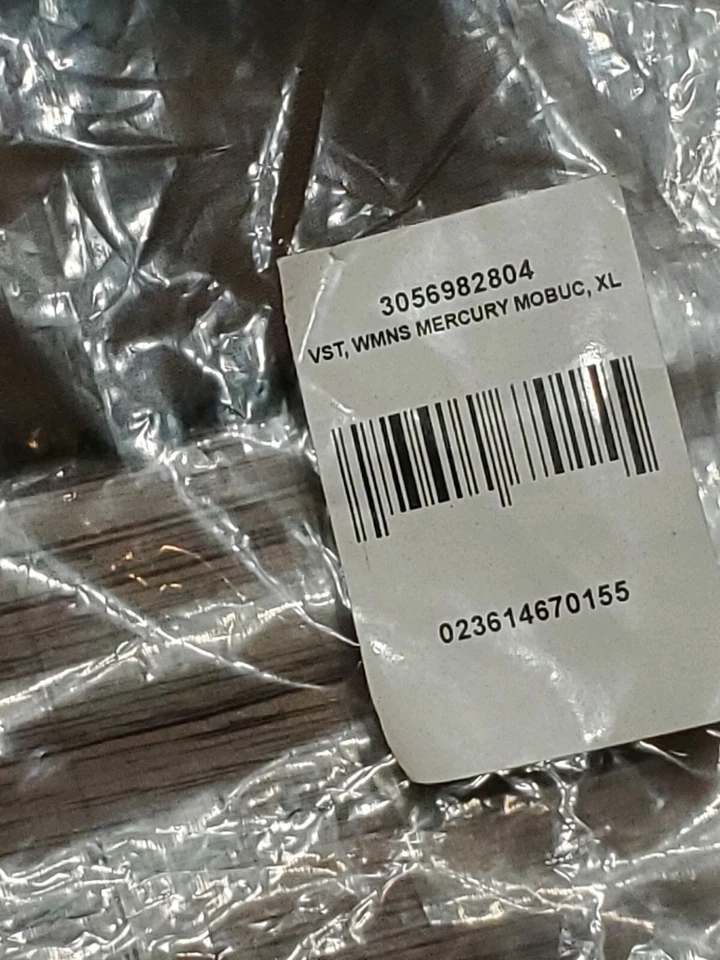 3056982804
VST, WMNS MERCURY MOBUC, XL
023614670155